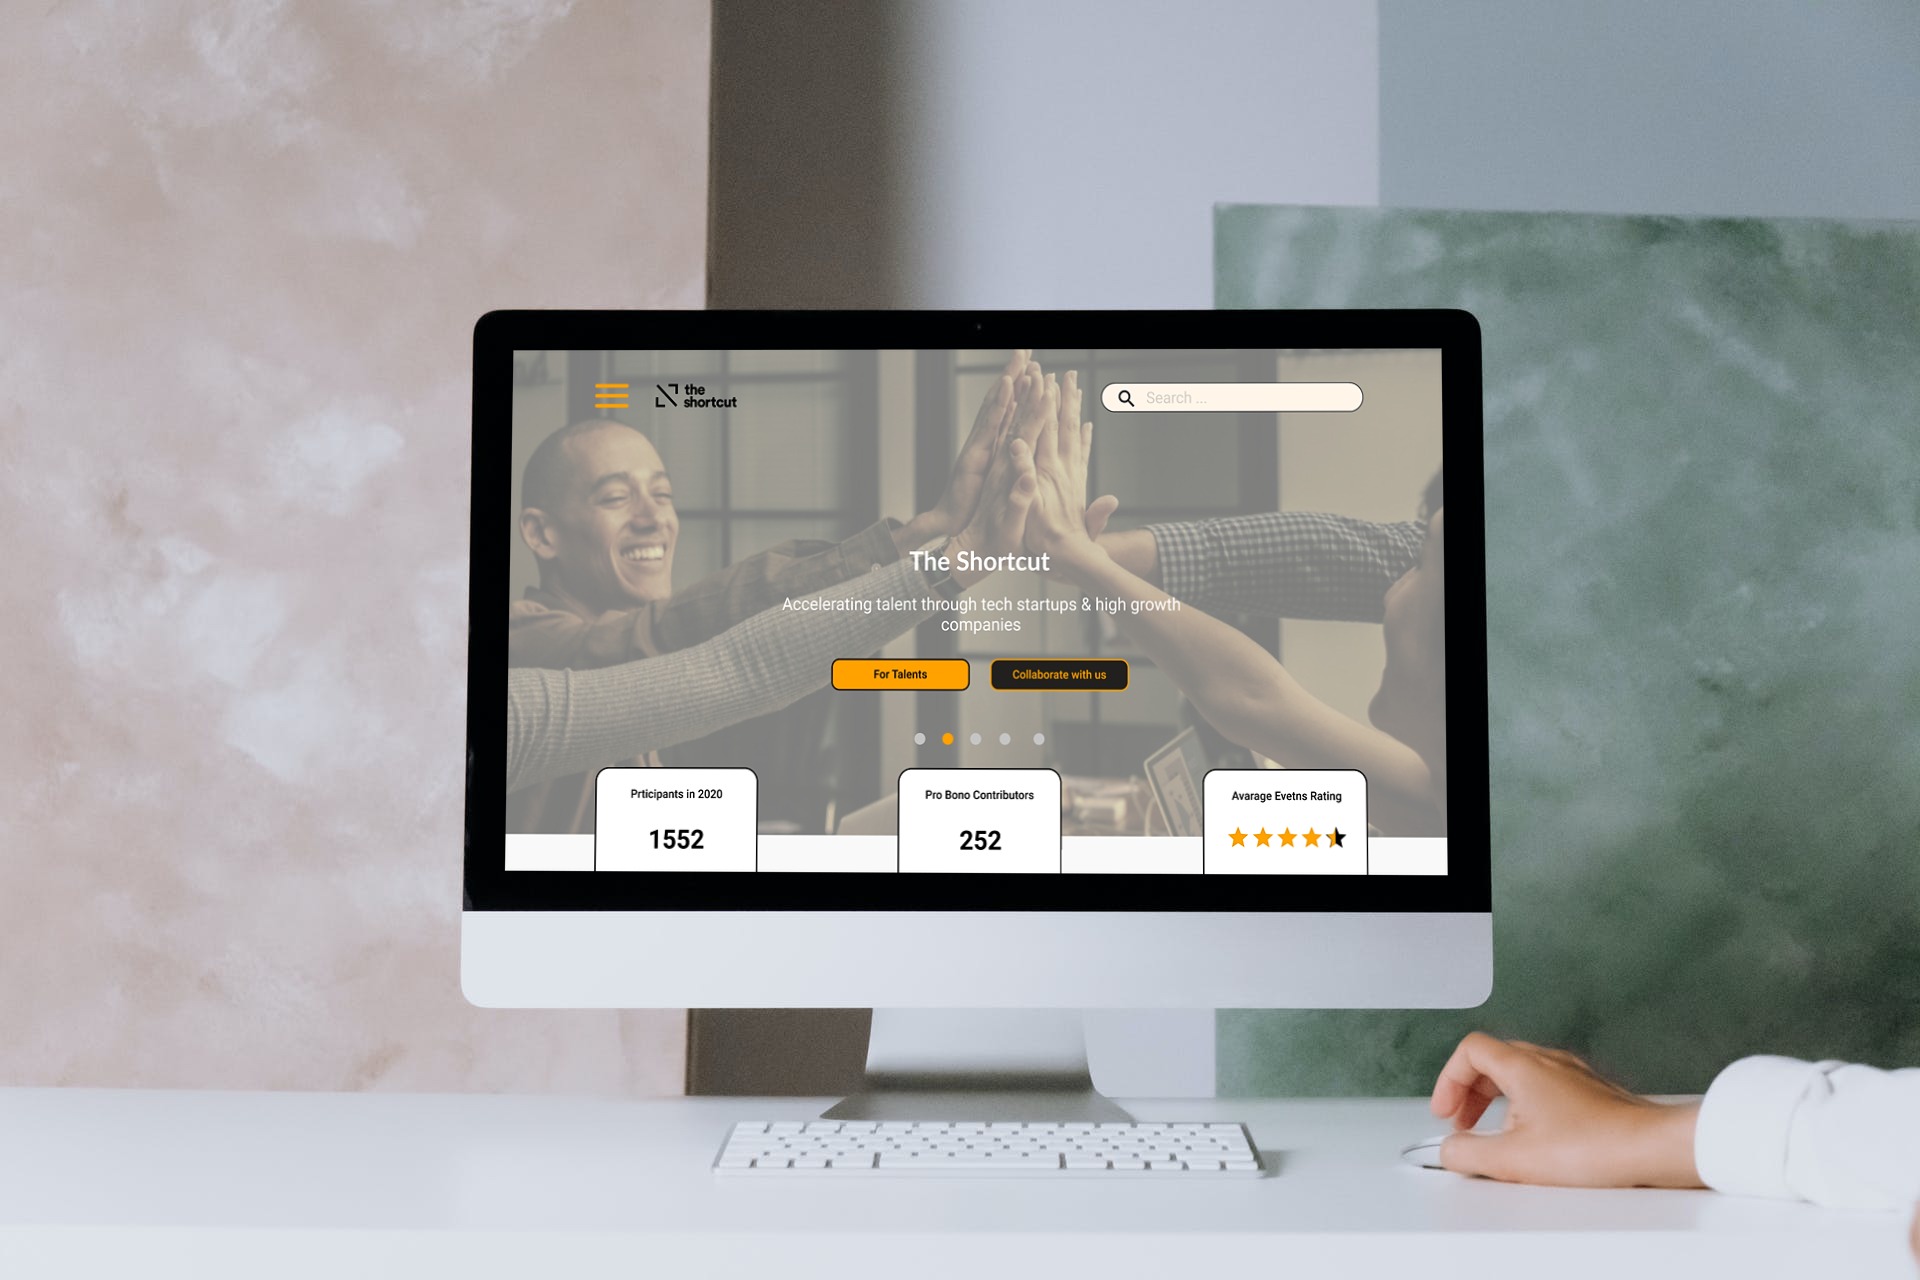 the
shortcut
Search ...
The Shortcut
Accelerating talent through tech startups & high growth
companies
For Talents
Collaborate with us
Prticipants in 2020
1552
Pro Bono Contributors
252
Avarage Evetns Rating